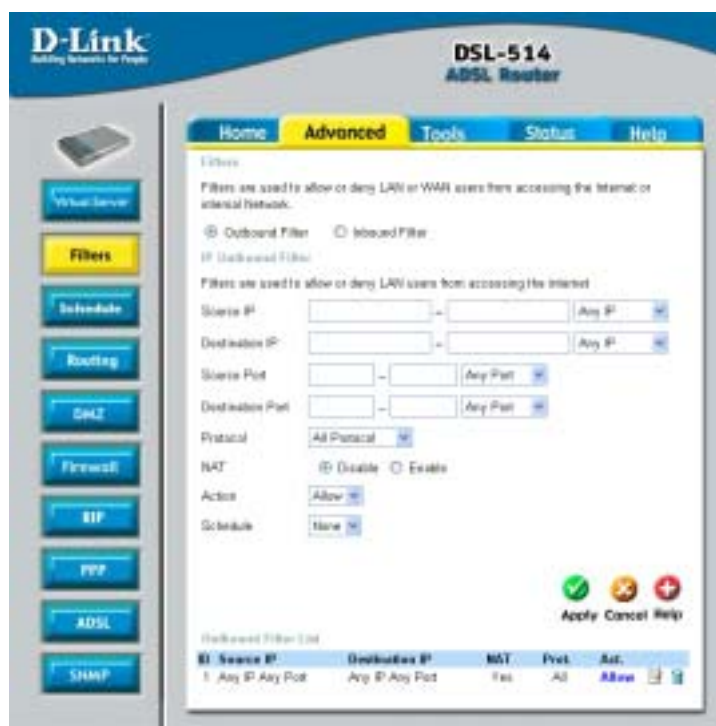 D-Link
Building Networks for People
DSL-514
ADSL Router
Home Advanced Tools Status Help
Virtual Server
Filters
Schedule
Routing
DMZ
Firewall
RIP
PPP
ADSL
SNMP
Filters
Filters are used to allow or deny LAN or WAN users from accessing the Internet or
internal Network.
Outbound Filter Inbound Filter
IP Outbound Filter
Filters are used to allow or deny LAN users from accessing the Internet
Source IP – Any IP
Destination IP – Any IP
Source Port – Any Port
Destination Port – Any Port
Protocal All Protocal
NAT Disable Enable
Action Allow
Schedule None
Apply Cancel Help
Outbound Filter List
ID Source IP Destination IP NAT Prot. Act.
1 Any IP Any Port Any IP Any Port Yes All Allow